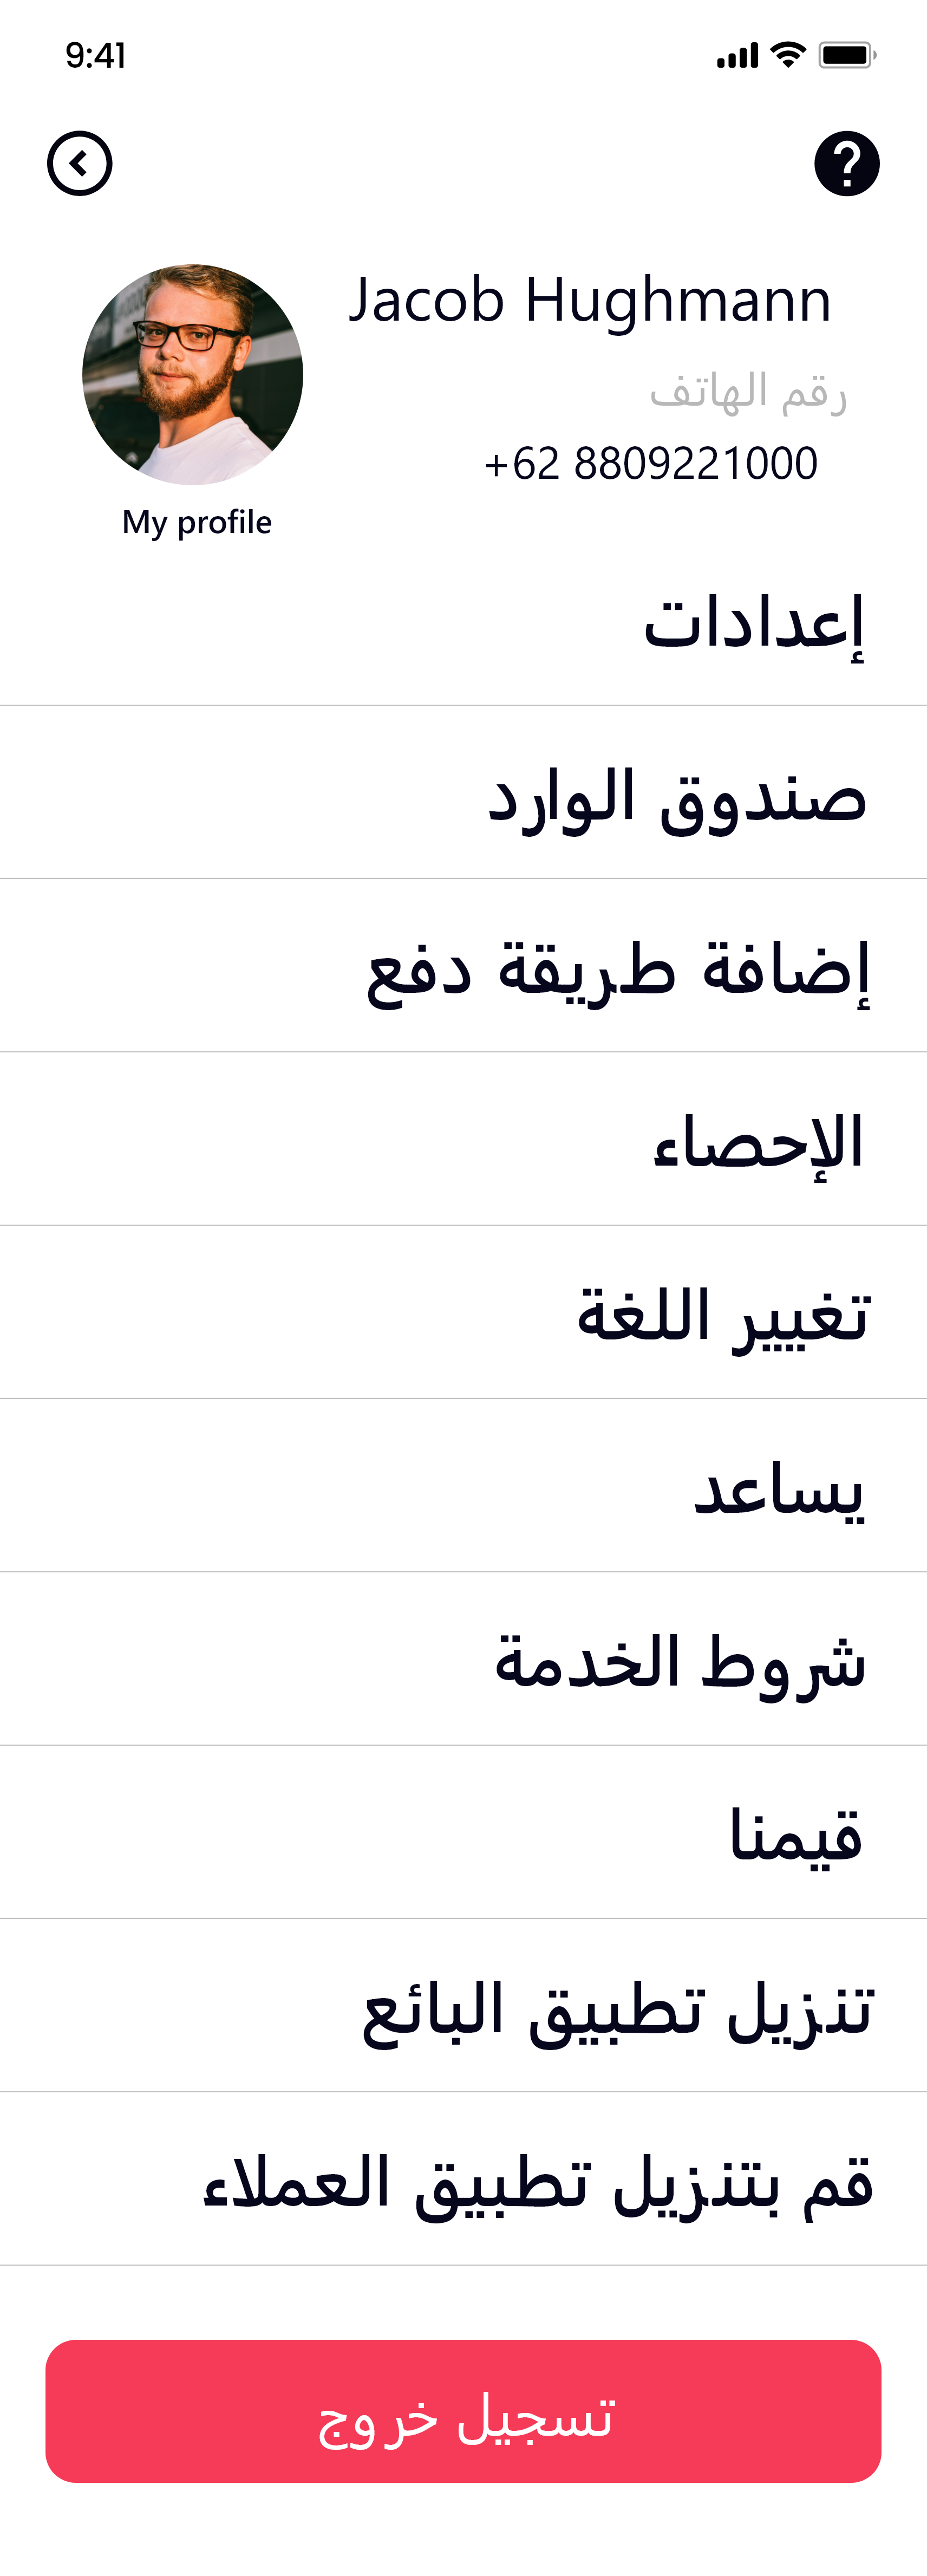 9:41
?
Jacob Hughmann
رقم الهاتف
+62 8809221000
My profile
إعدادات
صندوق الوارد
إضافة طريقة دفع
الإحصاء
تغيير اللغة
يساعد
شروط الخدمة
قيمنا
تنزيل تطبيق البائع
قم بتنزيل تطبيق العملاء
تسجيل خروج